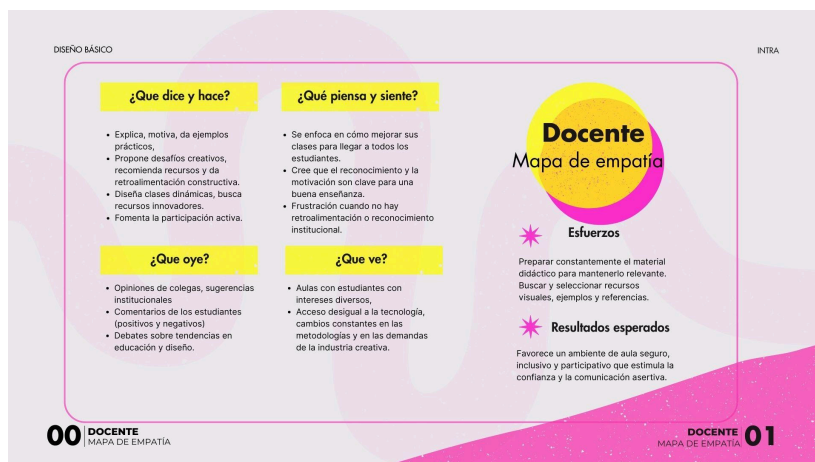 DISEÑO BÁSICO
INTRA
¿Que dice y hace?
• Explica, motiva, da ejemplos
prácticos,
• Propone desafíos creativos,
recomienda recursos y da
retroalimentación constructiva.
• Diseña clases dinámicas, busca
recursos innovadores.
• Fomenta la participación activa.
¿Qué piensa y siente?
• Se enfoca en cómo mejorar sus
clases para llegar a todos los
estudiantes.
• Cree que el reconocimiento y la
motivación son clave para una
buena enseñanza.
• Frustración cuando no hay
retroalimentación o reconocimiento
institucional.
¿Que oye?
• Opiniones de colegas, sugerencias
institucionales
• Comentarios de los estudiantes
(positivos y negativos)
• Debates sobre tendencias en
educación y diseño.
¿Que ve?
• Aulas con estudiantes con
intereses diversos,
• Acceso desigual a la tecnología,
cambios constantes en las
metodologías y en las demandas
de la industria creativa.
Docente
Mapa de empatía
Esfuerzos
Preparar constantemente el material
didáctico para mantenerlo relevante.
Buscar y seleccionar recursos
visuales, ejemplos y referencias.
Resultados esperados
Favorece un ambiente de aula seguro,
inclusivo y participativo que estimula la
confianza y la comunicación asertiva.
00 DOCENTE
MAPA DE EMPATÍA
DOCENTE 01
MAPA DE EMPATÍA